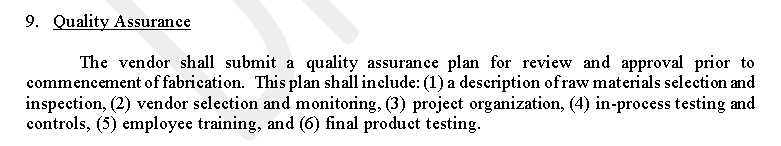 9. Quality Assurance
The vendor shall submit a quality assurance plan for review and approval prior to
commencement of fabrication. This plan shall include: (1) a description of raw materials selection and
inspection, (2) vendor selection and monitoring, (3) project organization, (4) in-process testing and
controls, (5) employee training, and (6) final product testing.